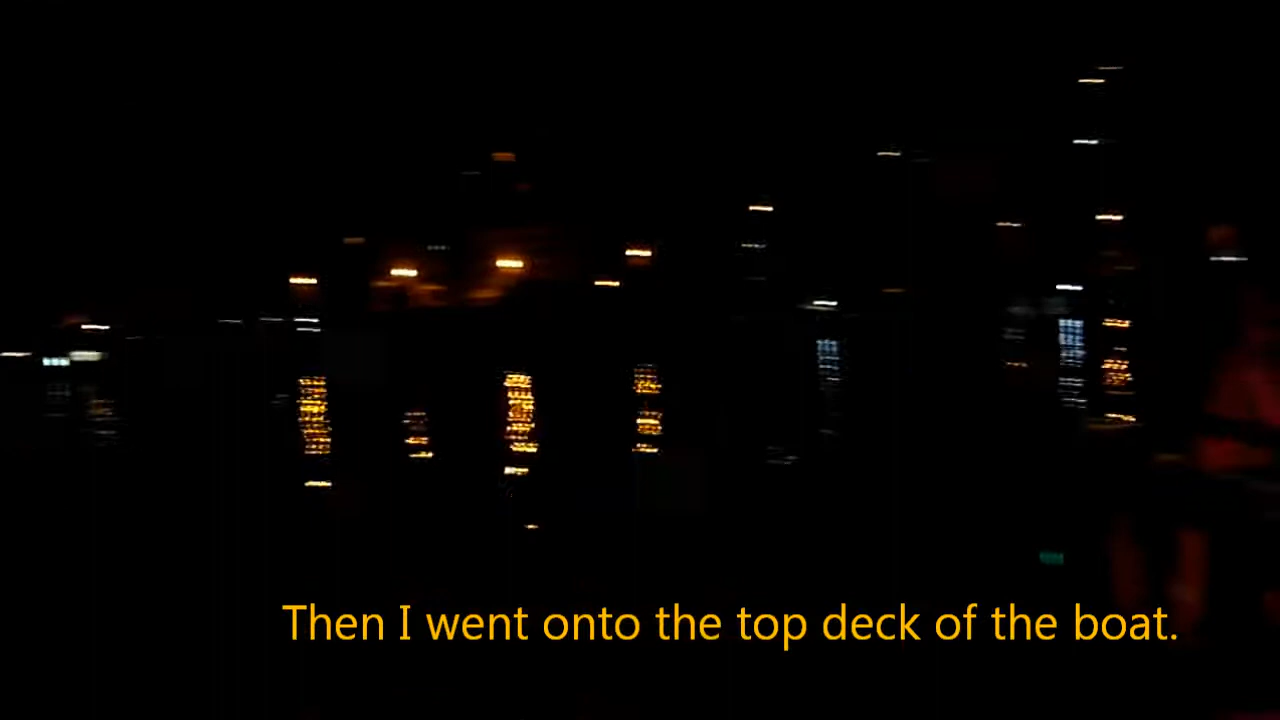 Then I went onto the top deck of the boat.